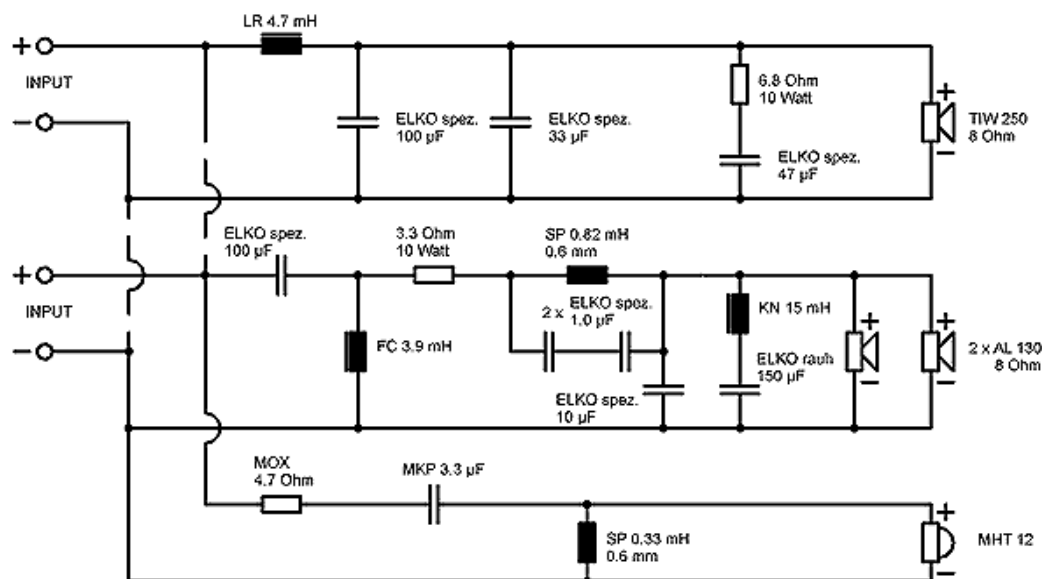 LR 4.7 mH
+
INPUT
−
ELKO spez.
100 µF
ELKO spez.
33 µF
6.8 Ohm
10 Watt
ELKO spez.
47 µF
+
TIW 250
8 Ohm
−
+
INPUT
−
ELKO spez.
100 µF
3.3 Ohm
10 Watt
SP 0.82 mH
0.6 mm
FC 3.9 mH
2 x
ELKO spez.
1.0 µF
ELKO spez.
10 µF
KN 15 mH
ELKO rauh
150 µF
+
−
+
2 x AL 130
8 Ohm
−
MOX
4.7 Ohm
MKP 3.3 µF
SP 0.33 mH
0.6 mm
+
MHT 12
−